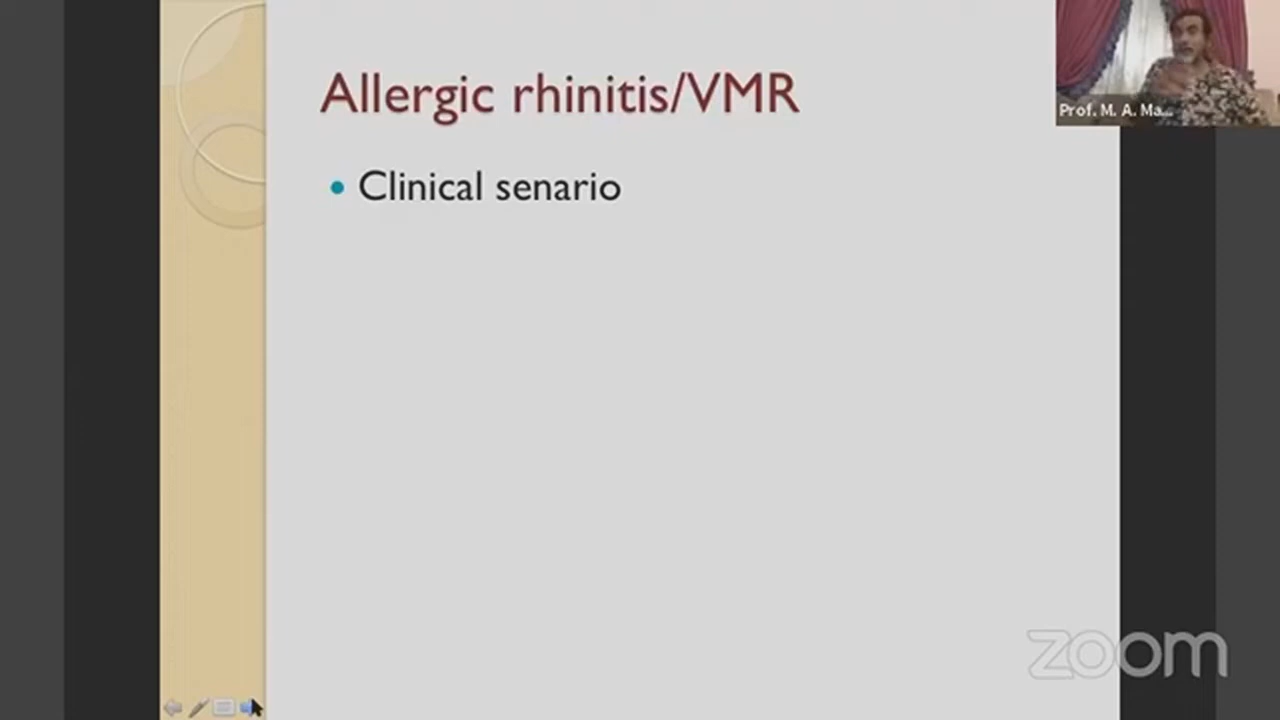 Allergic rhinitis/VMR
Prof. M. A. Ma...
• Clinical senario
zoom